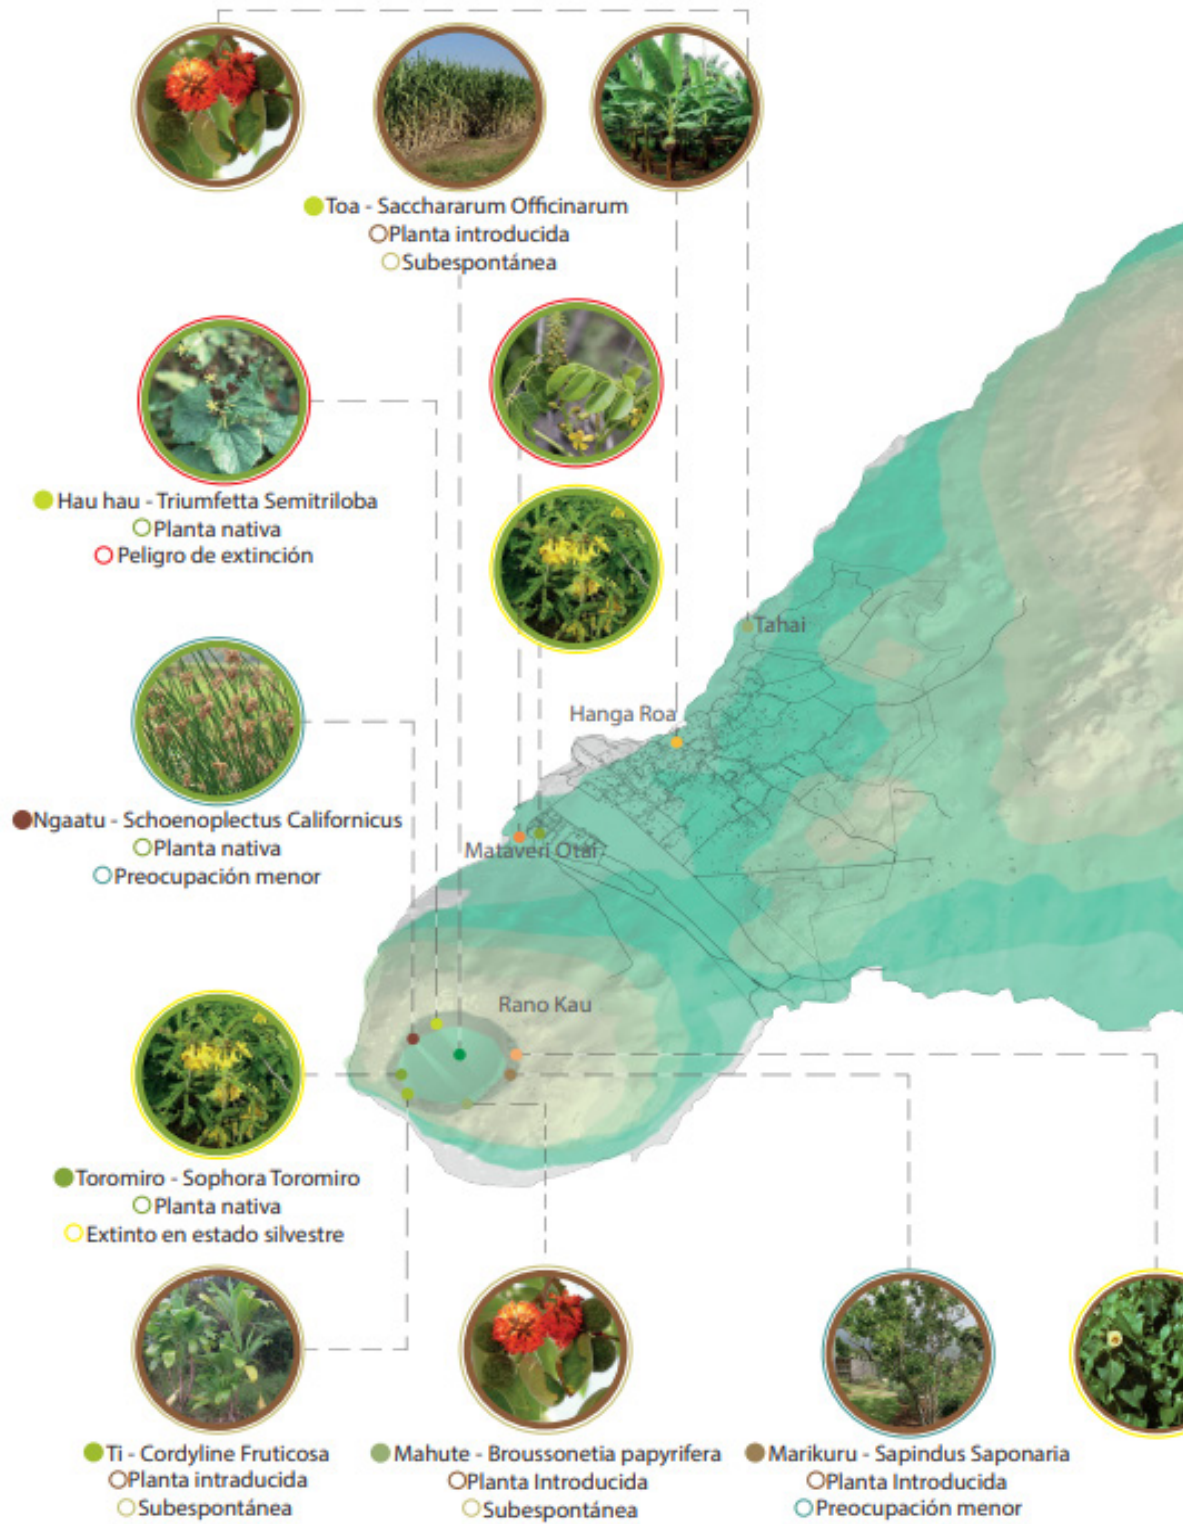 Toa - Sacchararum Officinarum
Planta introducida
Subespontánea
Hau hau - Triumfetta Semitriloba
Planta nativa
Peligro de extinción
Tahai
Hanga Roa
Ngaatu - Schoenoplectus Californicus
Planta nativa
Preocupación menor
Mataveri Otai
Rano Kau
Toromiro - Sophora Toromiro
Planta nativa
Extinto en estado silvestre
Ti - Cordyline Fruticosa
Planta intraducida
Subespontánea
Mahute - Broussonetia papyrifera
Planta Introducida
Subespontánea
Marikuru - Sapindus Saponaria
Planta Introducida
Preocupación menor